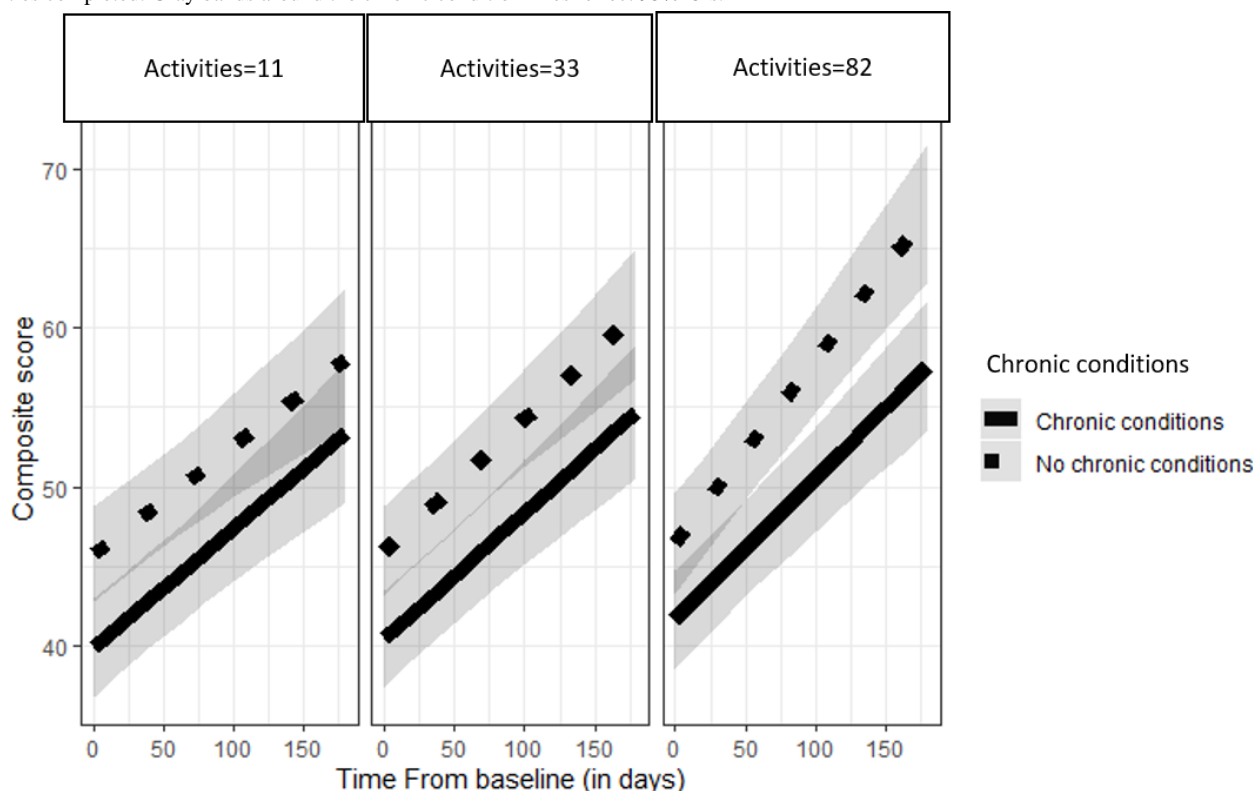 Activities=11 Activities=33 Activities=82
70
60
50
40
Composite score
0 50 100 150 0 50 100 150 0 50 100 150
Time From baseline (in days)
Chronic conditions
Chronic conditions
No chronic conditions